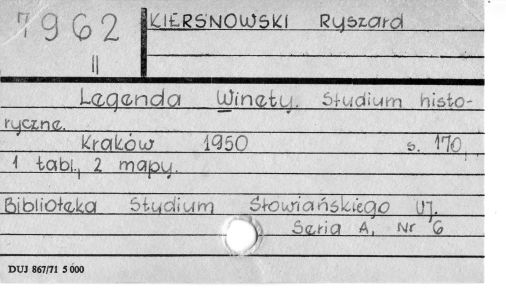 7962
II
KIERSNOWSKI Ryszard
Legenda Winety. Studium histo-
ryczne.
Kraków 1950 s. 170,
1 tabl., 2 mapy.
Biblioteka Studium Słowiańskiego UJ.
Seria A, Nr 6
DUJ 867/71 5 000